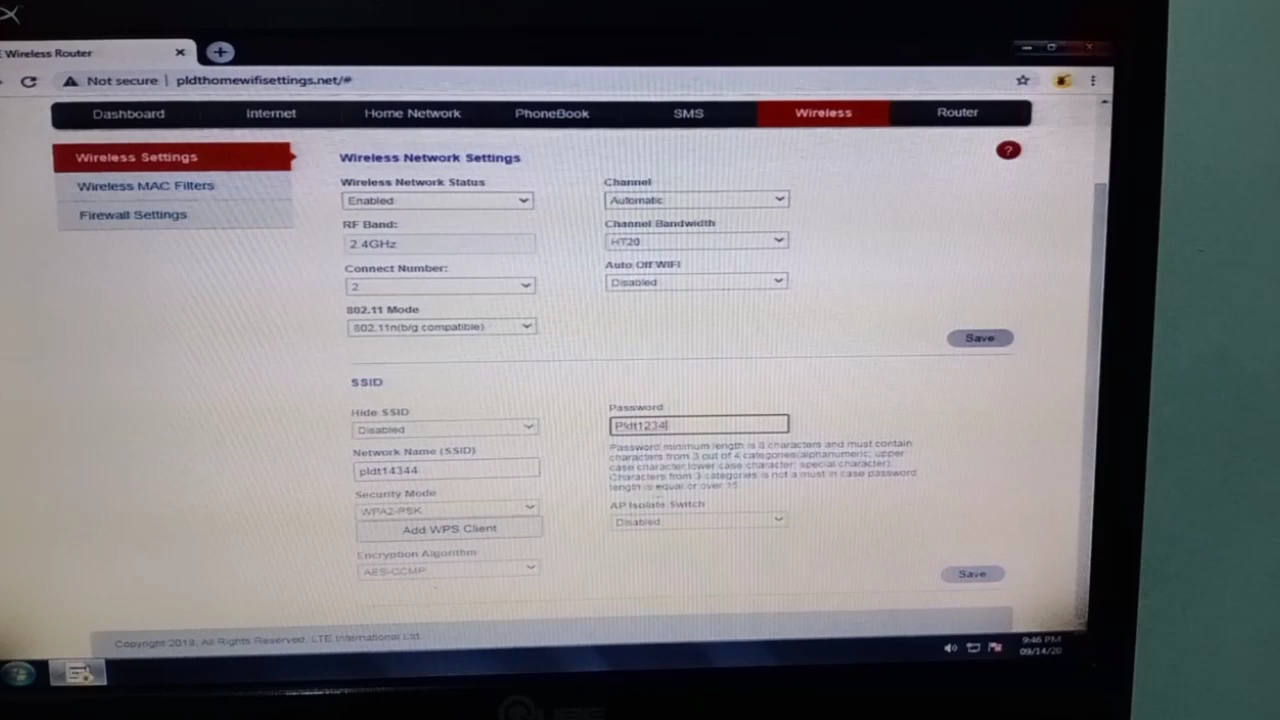 E Wireless Router
Not secure | pldthomewifisettings.net/#
Dashboard Internet Home Network PhoneBook SMS Wireless Router
Wireless Settings
Wireless MAC Filters
Firewall Settings
Wireless Network Settings
?
Wireless Network Status
Enabled
Channel
Automatic
RF Band:
2.4GHz
Channel Bandwidth
HT20
Connect Number:
2
Auto Off WIFI
Disabled
802.11 Mode
802.11n(b/g compatible)
Save
SSID
Hide SSID
Disabled
Password
Pldt1234
Password minimum length is 8 characters and must contain
characters from 3 out of 4 categories(alphanumeric; upper
case character;lower case character; special character)
Characters from 3 categories is not a must in case password
length is equal or over 15
Network Name (SSID)
pldt14344
Security Mode
WPA2-PSK
Add WPS Client
AP Isolate Switch
Disabled
Encryption Algorithm
AES-CCMP
Save
Copyright 2018, All Rights Reserved, LTE International Ltd.
9:46 PM
09/14/20